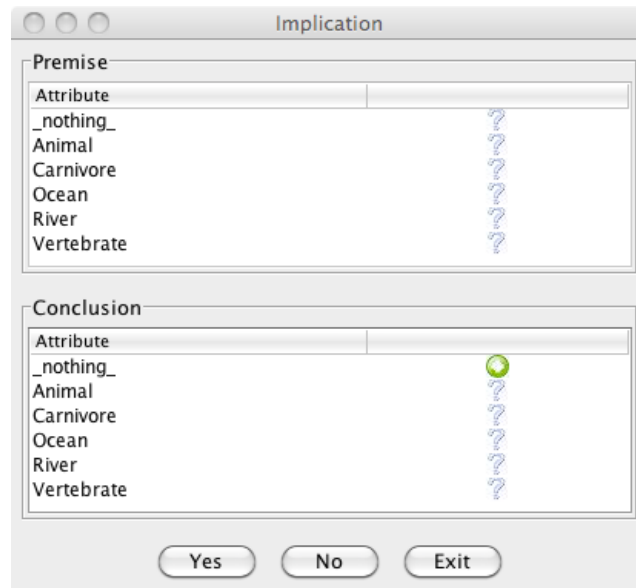 Implication
Premise
Attribute
_nothing_ ?
Animal ?
Carnivore ?
Ocean ?
River ?
Vertebrate ?
Conclusion
Attribute
_nothing_
Animal ?
Carnivore ?
Ocean ?
River ?
Vertebrate ?
Yes No Exit